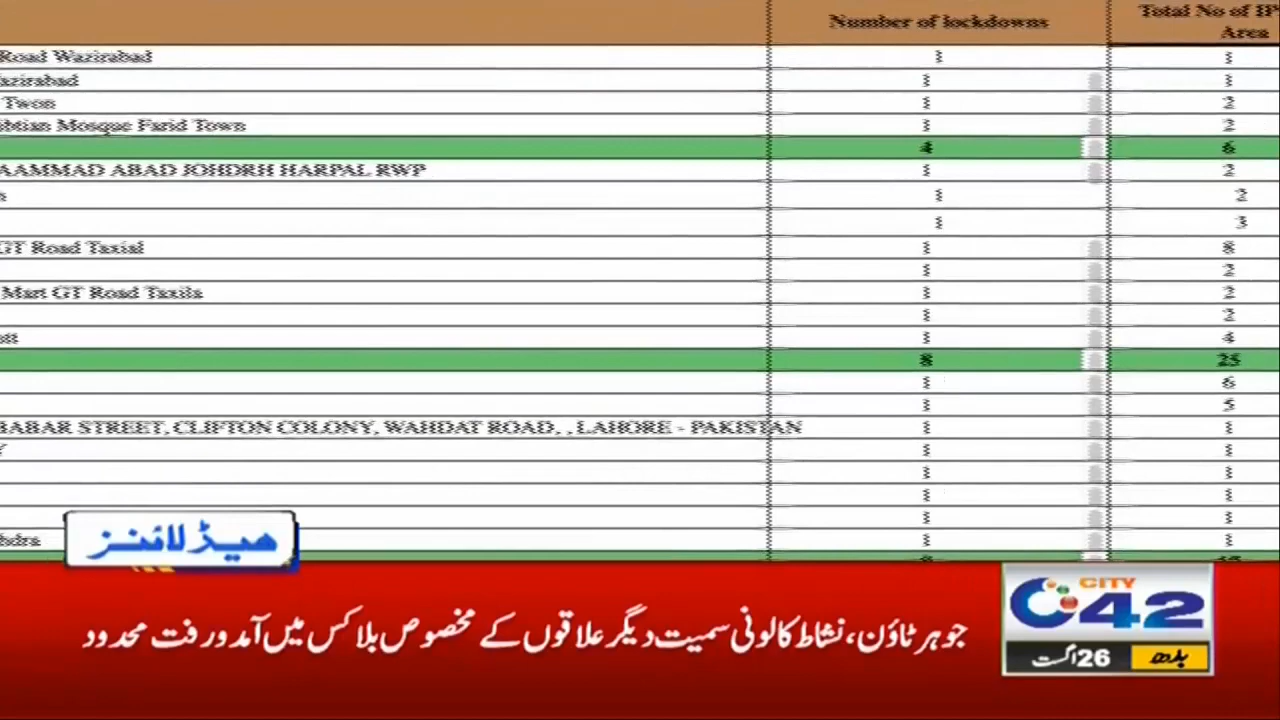 Number of lockdowns
Total No of IP
Area
Road Wazirabad 1 1
azirabad 1 1
Twon 1 2
ishtian Mosque Farid Town 1 2
4 6
AAMMAD ABAD JOHDRH HARPAL RWP 1 2
s 1 2
1 3
GT Road Taxial 1 8
1 2
Mart GT Road Taxila 1 2
1 2
ott 1 4
8 25
1 6
1 5
BABAR STREET, CLIFTON COLONY, WAHDAT ROAD, , LAHORE - PAKISTAN 1 1
Y 1 1
1 1
1 1
1 1
hdra 1 1
ہیڈلائنز
جوہر ٹاؤن، نشاط کالونی سمیت دیگر علاقوں کے مخصوص بلاکس میں آمدورفت محدود
CITY
42
بدھ 26 اگست